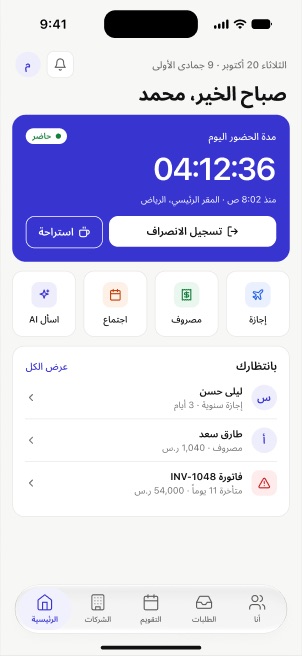 9:41
الثلاثاء 20 أكتوبر · 9 جمادى الأولى
م
صباح الخير، محمد
مدة الحضور اليوم
حاضر
04:12:36
منذ 8:02 ص · المقر الرئيسي، الرياض
تسجيل الانصراف
استراحة
إجازة
مصروف
اجتماع
اسأل AI
بانتظارك
عرض الكل
س
ليلى حسن
إجازة سنوية · 3 أيام
أ
طارق سعد
مصروف · 1,040 ر.س
فاتورة INV-1048
متأخرة 11 يوماً · 54,000 ر.س
أنا
الطلبات
التقويم
الشركات
الرئيسية